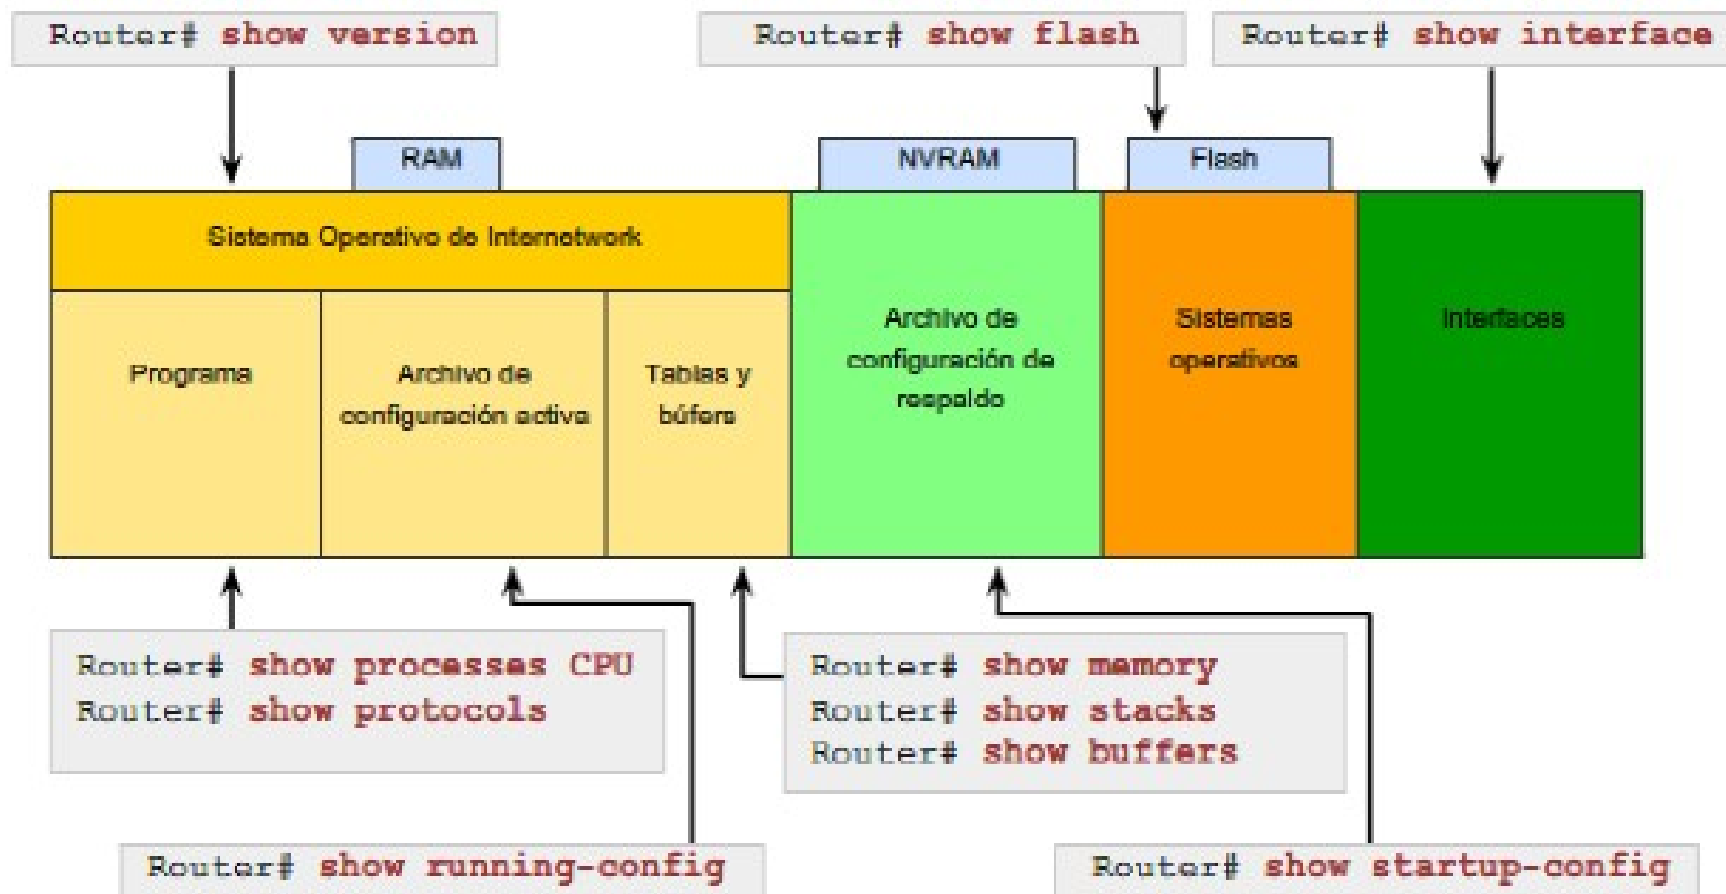 Router# show version
Router# show flash
Router# show interface
RAM
NVRAM
Flash
Sistema Operativo de Internetwork
Programa
Archivo de
configuración activa
Tablas y
búfers
Archivo de
configuración de
respaldo
Sistemas
operativos
Interfaces
Router# show processes CPU
Router# show protocols
Router# show memory
Router# show stacks
Router# show buffers
Router# show running-config
Router# show startup-config